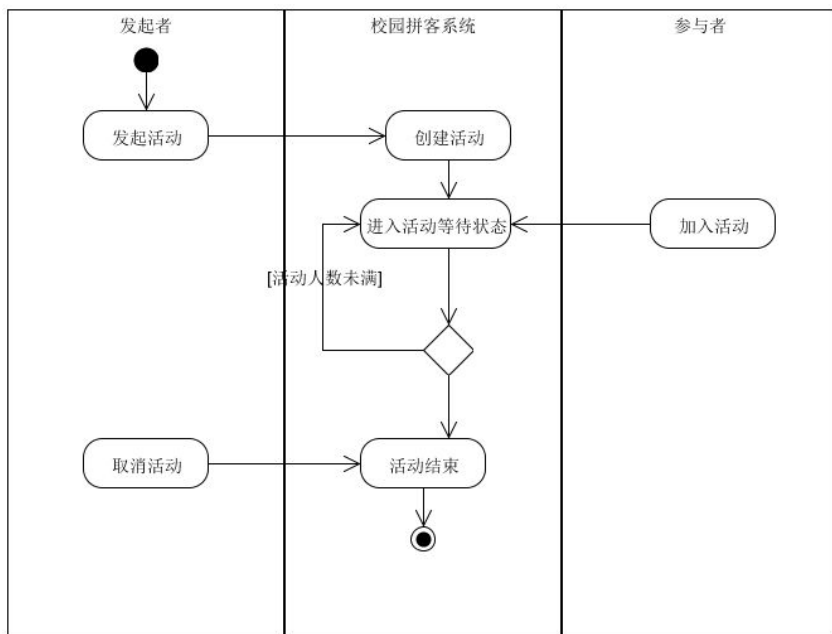 发起者
校园拼客系统
参与者
发起活动
创建活动
进入活动等待状态
加入活动
[活动人数未满]
取消活动
活动结束